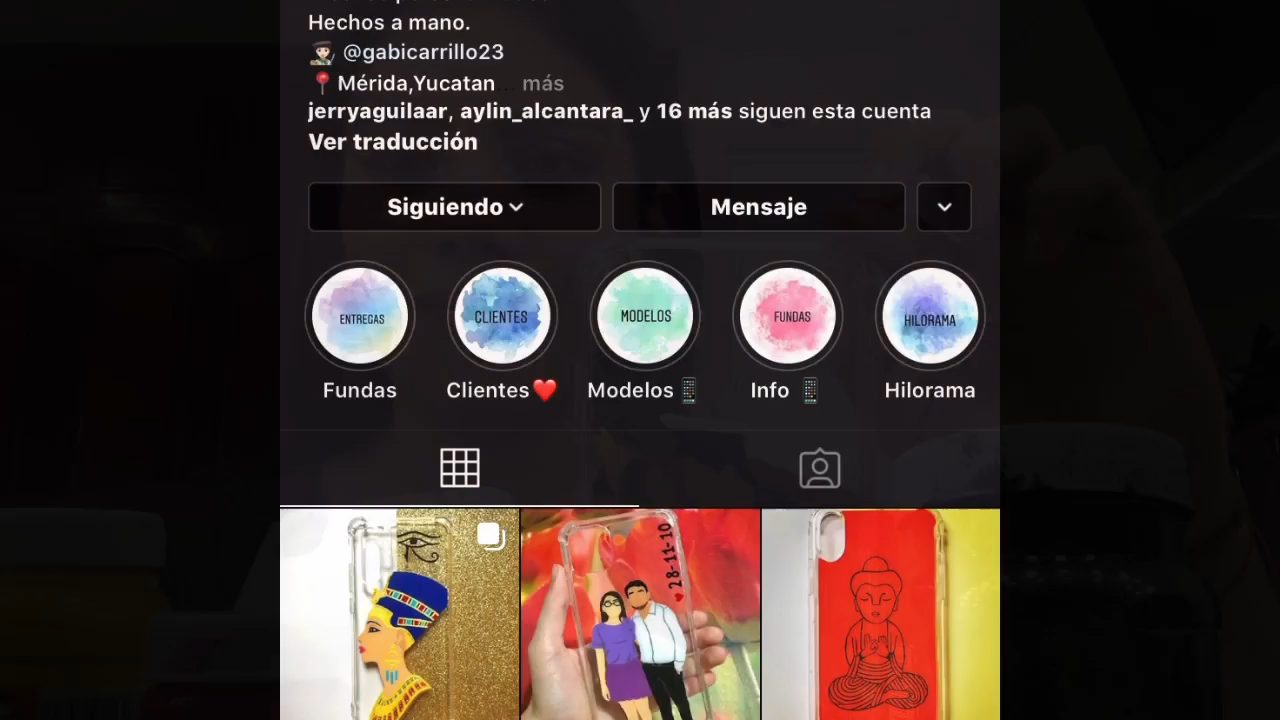 Hechos a mano.
@gabicarrillo23
Mérida,Yucatan ... más
jerryaguilaar, aylin_alcantara_ y 16 más siguen esta cuenta
Ver traducción
Siguiendo
Mensaje
ENTREGAS
CLIENTES
MODELOS
FUNDAS
HILORAMA
Fundas
Clientes❤️
Modelos📱
Info 📱
Hilorama
28-11-10